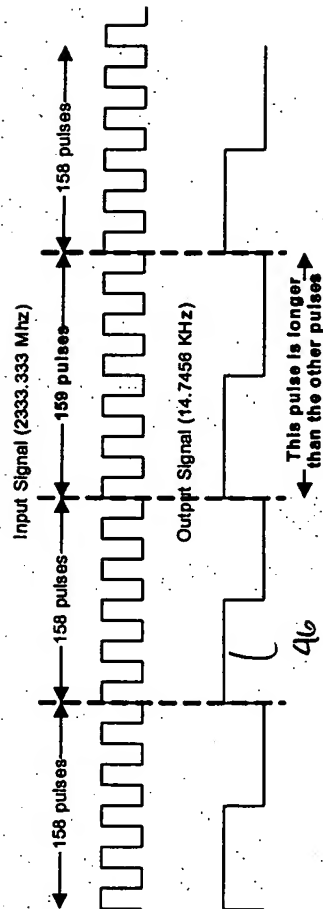 Input Signal (2333.333 Mhz)
158 pulses
158 pulses
159 pulses
158 pulses
Output Signal (14.7456 KHz)
This pulse is longer
than the other pulses
96